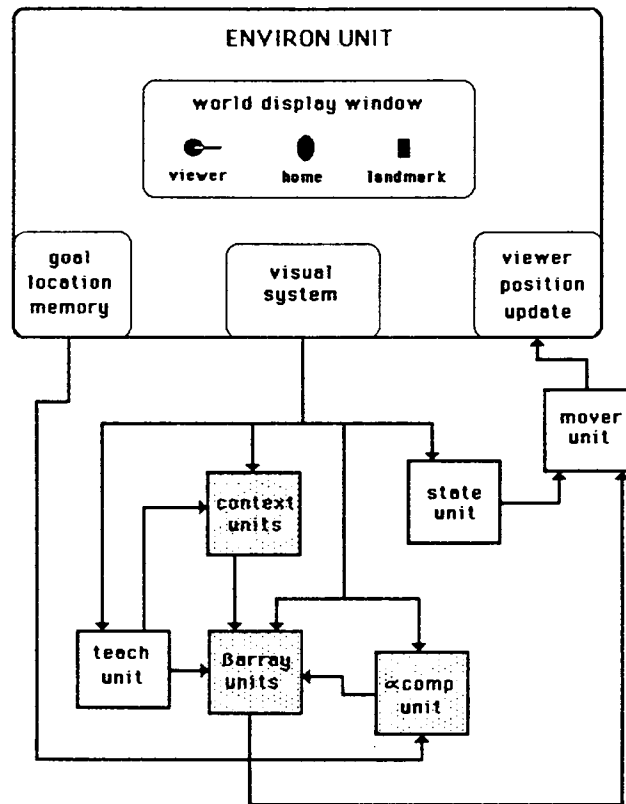 ENVIRON UNIT
world display window
viewer
home
landmark
goal
location
memory
visual
system
viewer
position
update
mover
unit
context
units
state
unit
teach
unit
βarray
units
∝comp
unit